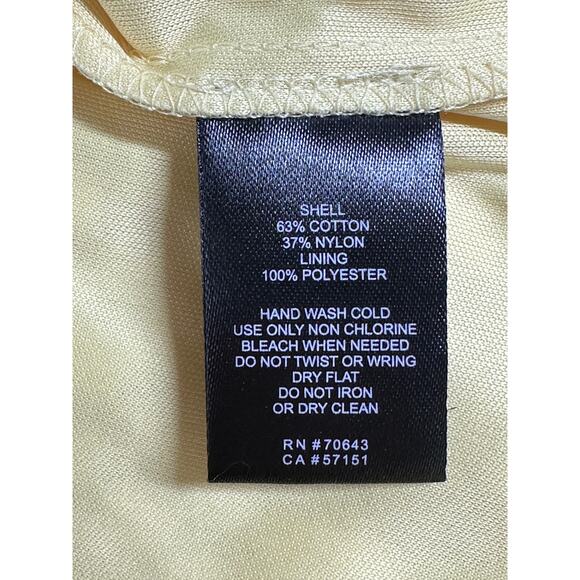 SHELL
63% COTTON
37% NYLON
LINING
100% POLYESTER
HAND WASH COLD
USE ONLY NON CHLORINE
BLEACH WHEN NEEDED
DO NOT TWIST OR WRING
DRY FLAT
DO NOT IRON
OR DRY CLEAN
RN #70643
CA #57151